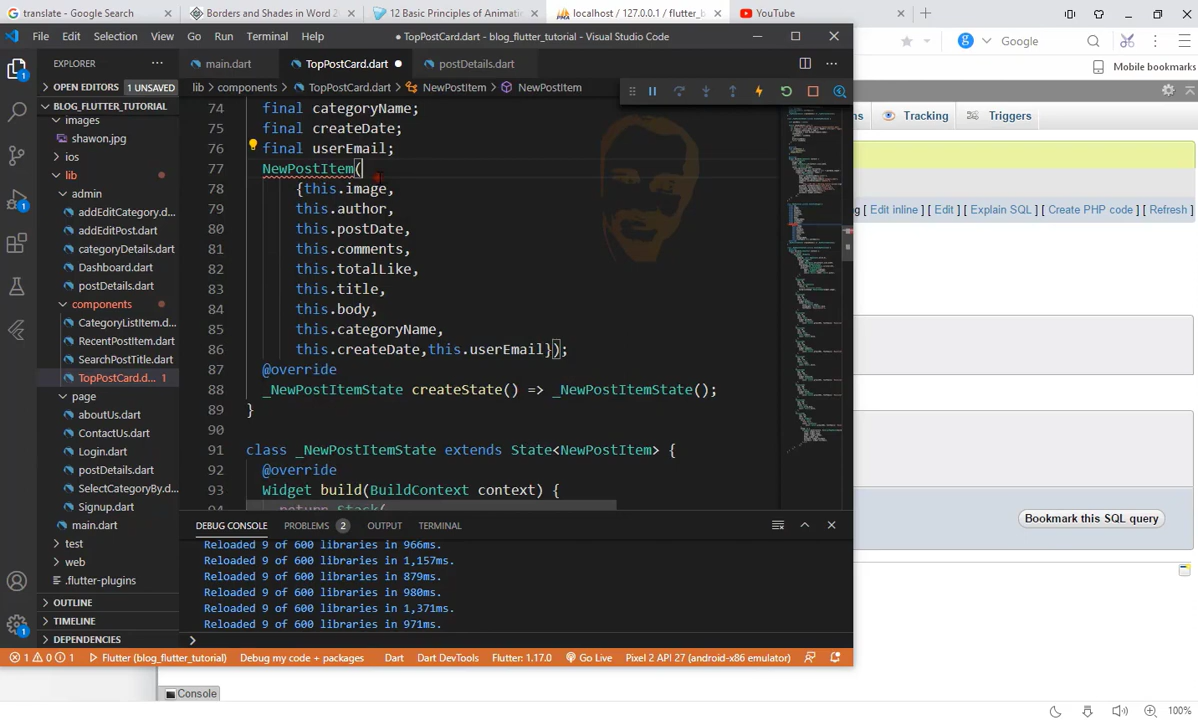 translate - Google Search
Borders and Shades in Word 20
12 Basic Principles of Animatic
localhost / 127.0.0.1 / flutter_b
YouTube
File Edit Selection View Go Run Terminal
TopPostCard.dart - blog_flutter_tutorial - Visual Studio Code
Google
Mobile bookmarks
EXPLORER
main.dart
TopPostCard.dart
postDetails.dart
OPEN EDITORS 1 UNSAVED
lib > components > TopPostCard.dart > NewPostItem > NewPostItem
BLOG_FLUTTER_TUTORIAL
images
shawon.jpg
ios
lib
admin
addEditCategory.d...
addEditPost.dart
categoryDetails.dart
Dashboard.dart
postDetails.dart
components
CategoryListItem.d...
RecentPostItem.dart
SearchPostTitle.dart
TopPostCard.d... 1
page
aboutUs.dart
ContactUs.dart
Login.dart
postDetails.dart
SelectCategoryBy.d...
Signup.dart
main.dart
test
web
.flutter-plugins
OUTLINE
TIMELINE
DEPENDENCIES
74 final categoryName;
75 final createDate;
76 final userEmail;
77 NewPostItem(
78 {this.image,
79 this.author,
80 this.postDate,
81 this.comments,
82 this.totalLike,
83 this.title,
84 this.body,
85 this.categoryName,
86 this.createDate,this.userEmail});
87 @override
88 _NewPostItemState createState() => _NewPostItemState();
89 }
90
91 class _NewPostItemState extends State<NewPostItem> {
92 @override
93 Widget build(BuildContext context) {
94 return Stack(
DEBUG CONSOLE PROBLEMS 2 OUTPUT TERMINAL
Reloaded 9 of 600 libraries in 966ms.
Reloaded 9 of 600 libraries in 1,157ms.
Reloaded 9 of 600 libraries in 879ms.
Reloaded 9 of 600 libraries in 980ms.
Reloaded 9 of 600 libraries in 1,371ms.
Reloaded 9 of 600 libraries in 971ms.
1 0 1 Flutter (blog_flutter_tutorial) Debug my code + packages Dart Dart DevTools Flutter: 1.17.0 Go Live Pixel 2 API 27 (android-x86 emulator)
ns Tracking Triggers
ng [ Edit inline ] [ Edit ] [ Explain SQL ] [ Create PHP code ] [ Refresh ]
Bookmark this SQL query
Console
100%